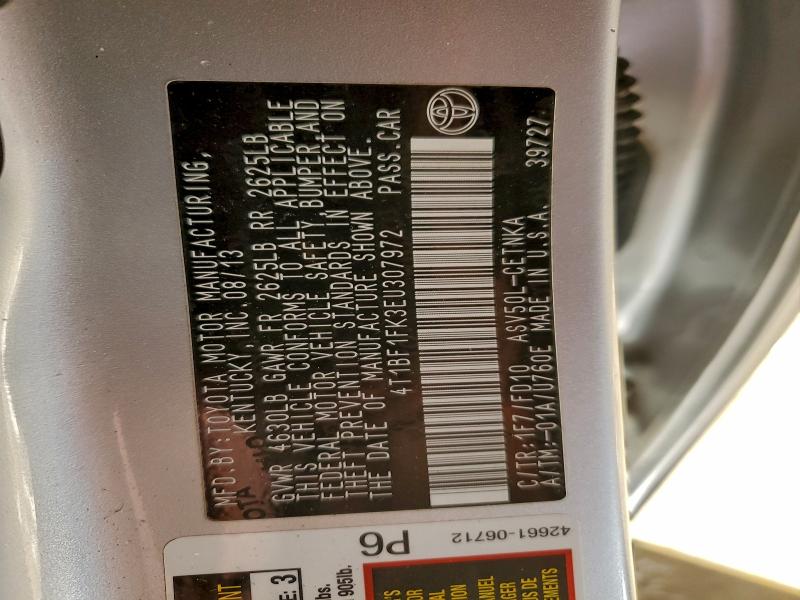 MFD.BY:TOYOTA MOTOR MANUFACTURING,
KENTUCKY, INC. 08/13
GVWR 4630LB GAWR FR 2625LB RR 2625LB
THIS VEHICLE CONFORMS TO ALL APPLICABLE
FEDERAL MOTOR VEHICLE SAFETY, BUMPER, AND
THEFT PREVENTION STANDARDS IN EFFECT ON
THE DATE OF MANUFACTURE SHOWN ABOVE.
4T1BF1FK3EU307972 PASS.CAR
C/TR:1F7/FD10 ASV50L-CETNKA
A/TM:-01A/U760E MADE IN U.S.A. 39727
P6
42661-06712
E: 3
905lb.